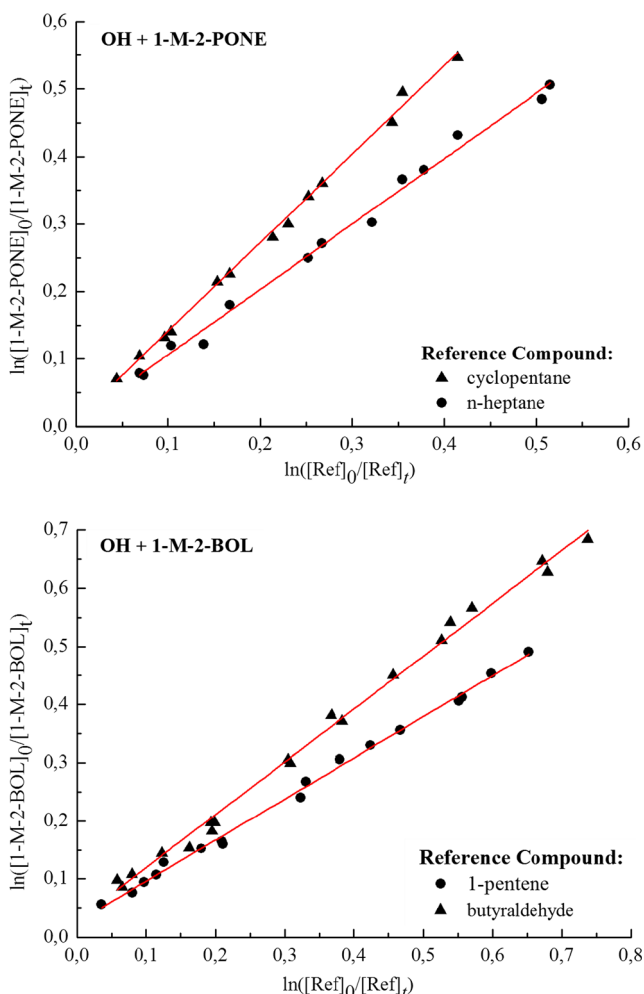 OH + 1-M-2-PONE
ln([1-M-2-PONE]0/[1-M-2-PONE]t)
0,5
0,4
0,3
0,2
0,1
0,0
Reference Compound:
cyclopentane
n-heptane
0,0 0,1 0,2 0,3 0,4 0,5 0,6
ln([Ref]0/[Ref]t)
OH + 1-M-2-BOL
ln([1-M-2-BOL]0/[1-M-2-BOL]t)
0,7
0,6
0,5
0,4
0,3
0,2
0,1
0,0
Reference Compound:
1-pentene
butyraldehyde
0,0 0,1 0,2 0,3 0,4 0,5 0,6 0,7 0,8
ln([Ref]0/[Ref]t)